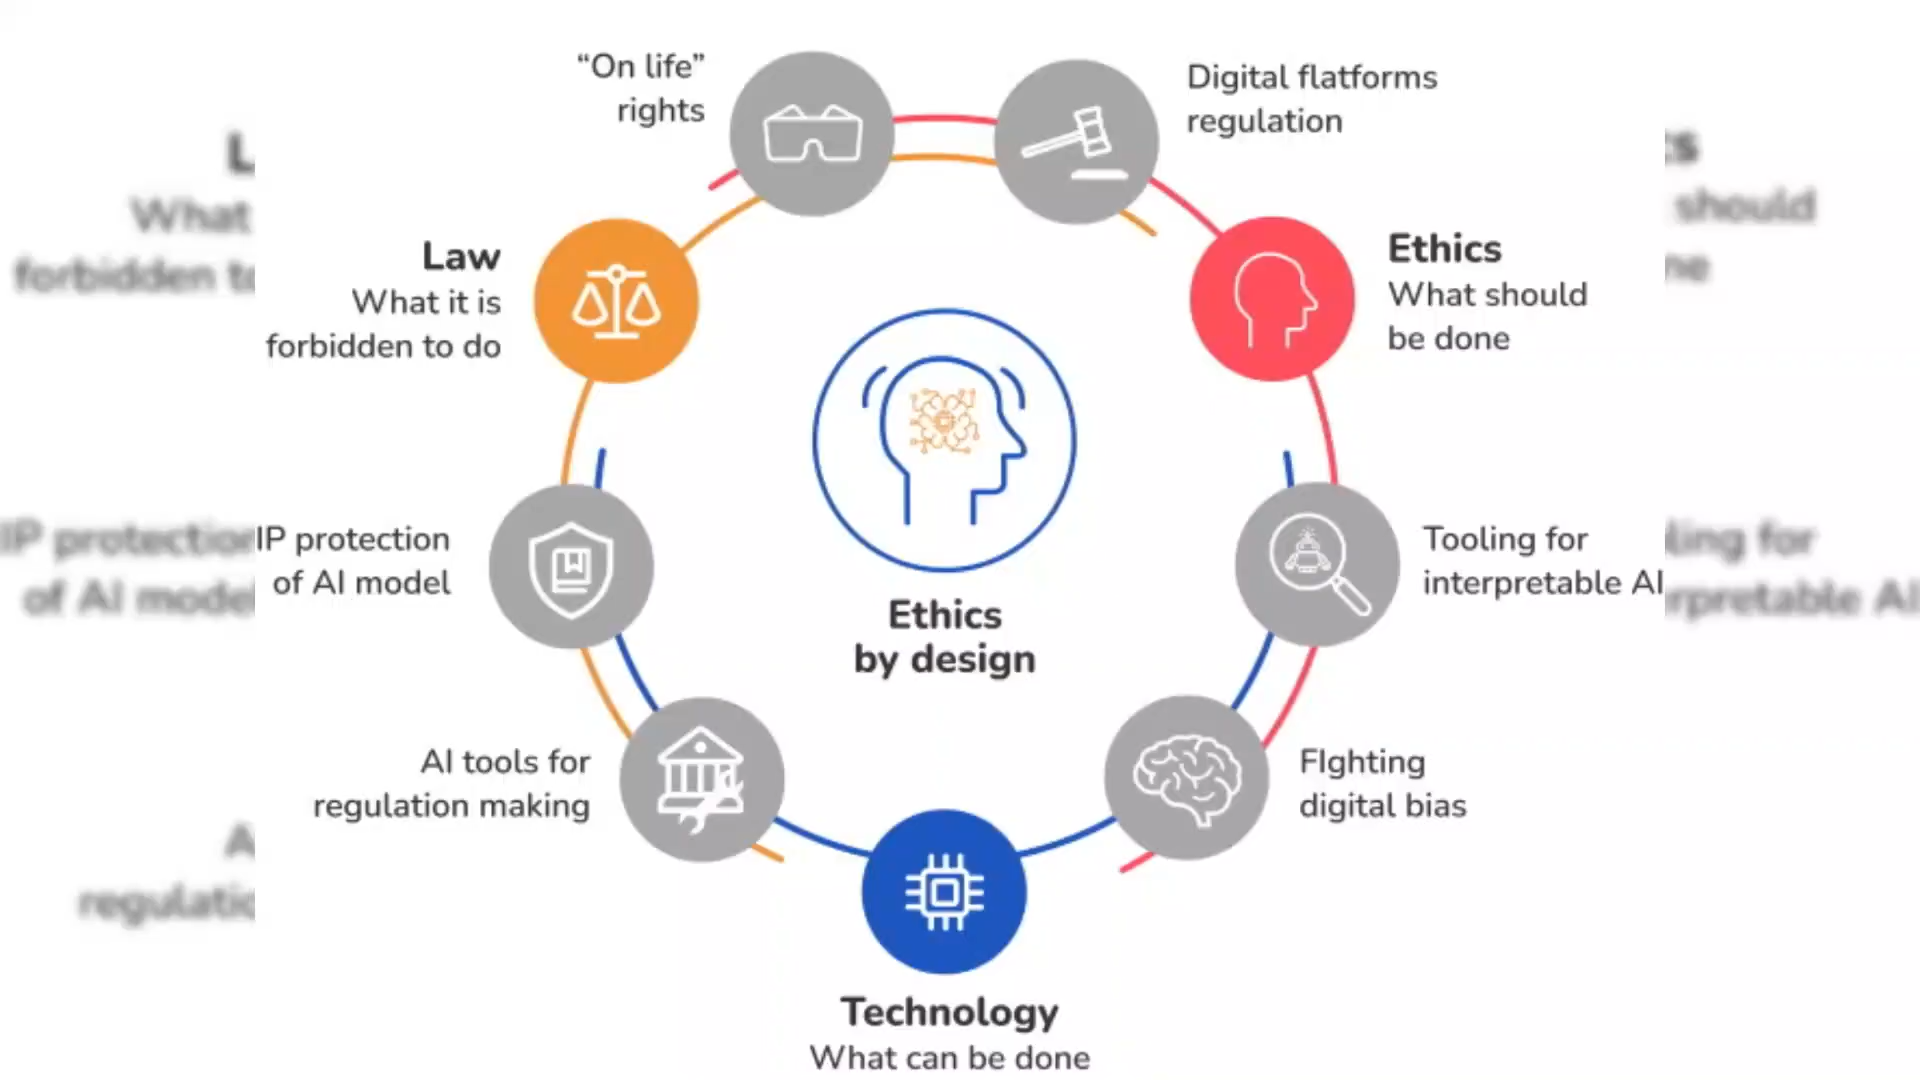 “On life”
rights
Digital flatforms
regulation
Law
What it is
forbidden to do
Ethics
What should
be done
IP protection
of AI model
Ethics
by design
Tooling for
interpretable AI
AI tools for
regulation making
FIghting
digital bias
Technology
What can be done